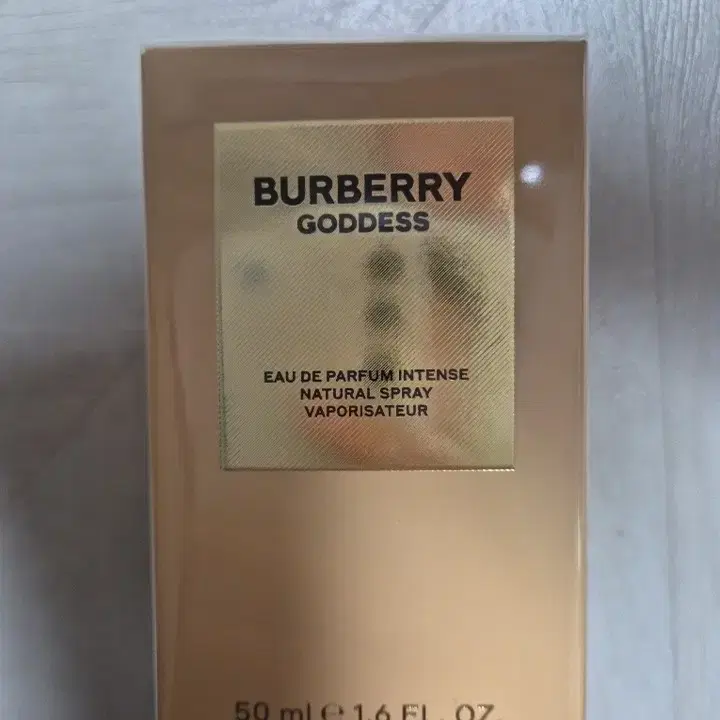 BURBERRY
GODDESS
EAU DE PARFUM INTENSE
NATURAL SPRAY
VAPORISATEUR
50 ml ℮ 1.6 FL. OZ.